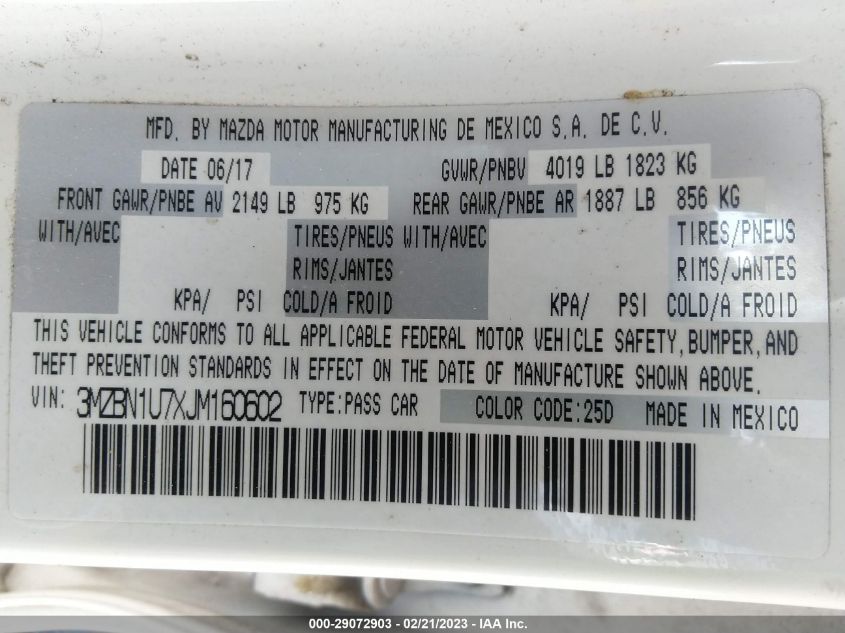 MFD. BY MAZDA MOTOR MANUFACTURING DE MEXICO S.A. DE C.V.
DATE 06/17 GVWR/PNBV 4019 LB 1823 KG
FRONT GAWR/PNBE AV 2149 LB 975 KG REAR GAWR/PNBE AR 1887 LB 856 KG
WITH/AVEC TIRES/PNEUS WITH/AVEC TIRES/PNEUS
RIMS/JANTES RIMS/JANTES
KPA/ PSI COLD/A FROID KPA/ PSI COLD/A FROID
THIS VEHICLE CONFORMS TO ALL APPLICABLE FEDERAL MOTOR VEHICLE SAFETY, BUMPER, AND
THEFT PREVENTION STANDARDS IN EFFECT ON THE DATE OF MANUFACTURE SHOWN ABOVE.
VIN: 3MZBN1U7XJM160602 TYPE:PASS CAR COLOR CODE:25D MADE IN MEXICO
000-29072903 - 02/21/2023 - IAA Inc.